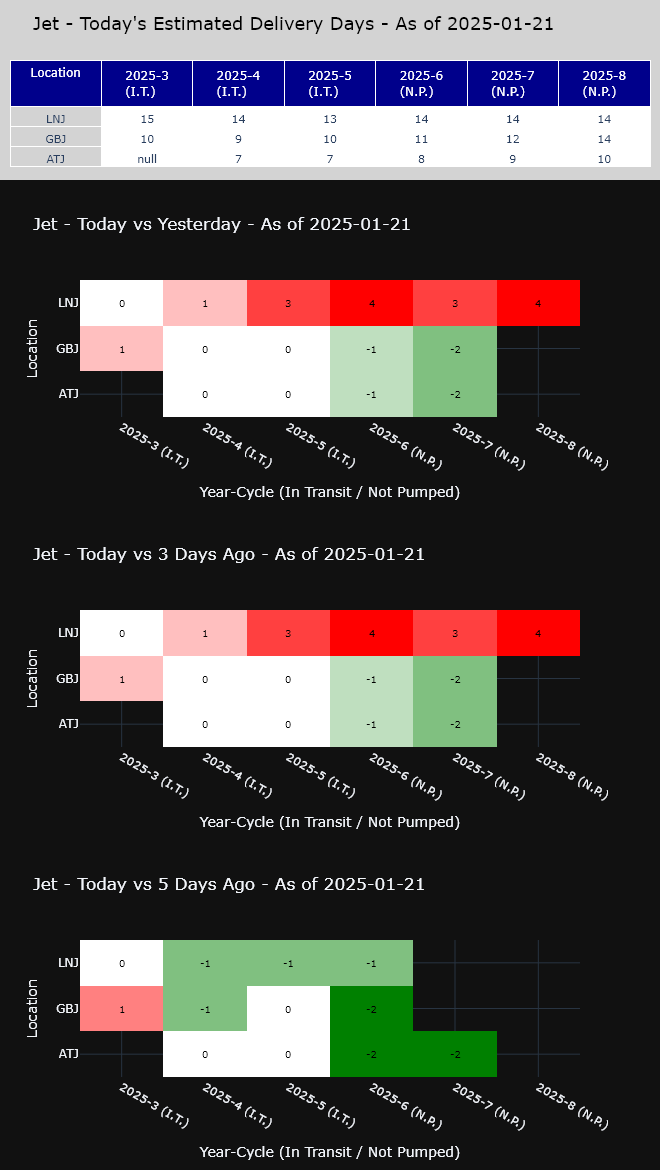 Jet - Today's Estimated Delivery Days - As of 2025-01-21
Location 2025-3 (I.T.) 2025-4 (I.T.) 2025-5 (I.T.) 2025-6 (N.P.) 2025-7 (N.P.) 2025-8 (N.P.)
LNJ 15 14 13 14 14 14
GBJ 10 9 10 11 12 14
ATJ null 7 7 8 9 10
Jet - Today vs Yesterday - As of 2025-01-21
Location
LNJ 0 1 3 4 3 4
GBJ 1 0 0 -1 -2
ATJ 0 0 -1 -2
2025-3 (I.T.) 2025-4 (I.T.) 2025-5 (I.T.) 2025-6 (N.P.) 2025-7 (N.P.) 2025-8 (N.P.)
Year-Cycle (In Transit / Not Pumped)
Jet - Today vs 3 Days Ago - As of 2025-01-21
Location
LNJ 0 1 3 4 3 4
GBJ 1 0 0 -1 -2
ATJ 0 0 -1 -2
2025-3 (I.T.) 2025-4 (I.T.) 2025-5 (I.T.) 2025-6 (N.P.) 2025-7 (N.P.) 2025-8 (N.P.)
Year-Cycle (In Transit / Not Pumped)
Jet - Today vs 5 Days Ago - As of 2025-01-21
Location
LNJ 0 -1 -1 -1
GBJ 1 -1 0 -2
ATJ 0 0 -2 -2
2025-3 (I.T.) 2025-4 (I.T.) 2025-5 (I.T.) 2025-6 (N.P.) 2025-7 (N.P.) 2025-8 (N.P.)
Year-Cycle (In Transit / Not Pumped)